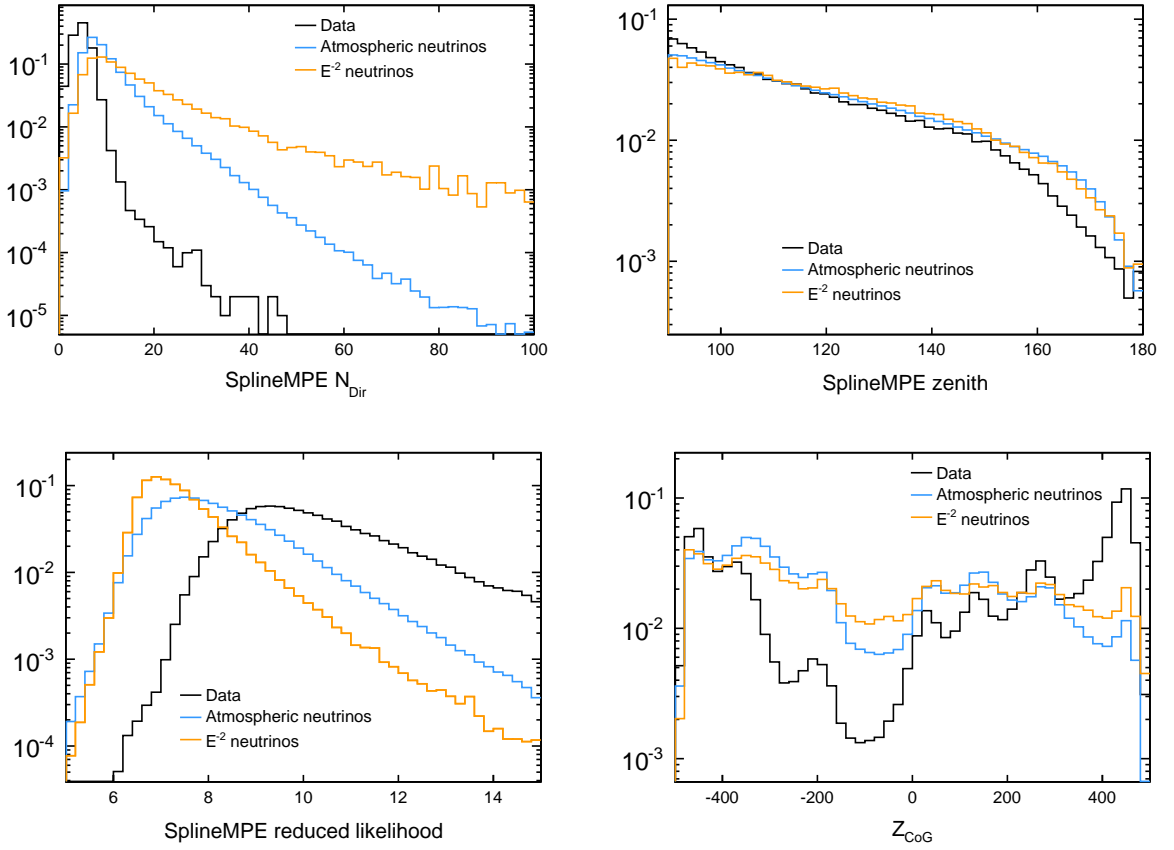 Data
Atmospheric neutrinos
E⁻² neutrinos
10⁻¹
10⁻²
10⁻³
10⁻⁴
10⁻⁵
0 20 40 60 80 100
SplineMPE N_Dir
10⁻¹
10⁻²
10⁻³
Data
Atmospheric neutrinos
E⁻² neutrinos
100 120 140 160 180
SplineMPE zenith
10⁻¹
10⁻²
10⁻³
10⁻⁴
Data
Atmospheric neutrinos
E⁻² neutrinos
6 8 10 12 14
SplineMPE reduced likelihood
Data
Atmospheric neutrinos
E⁻² neutrinos
10⁻¹
10⁻²
10⁻³
-400 -200 0 200 400
Z_CoG